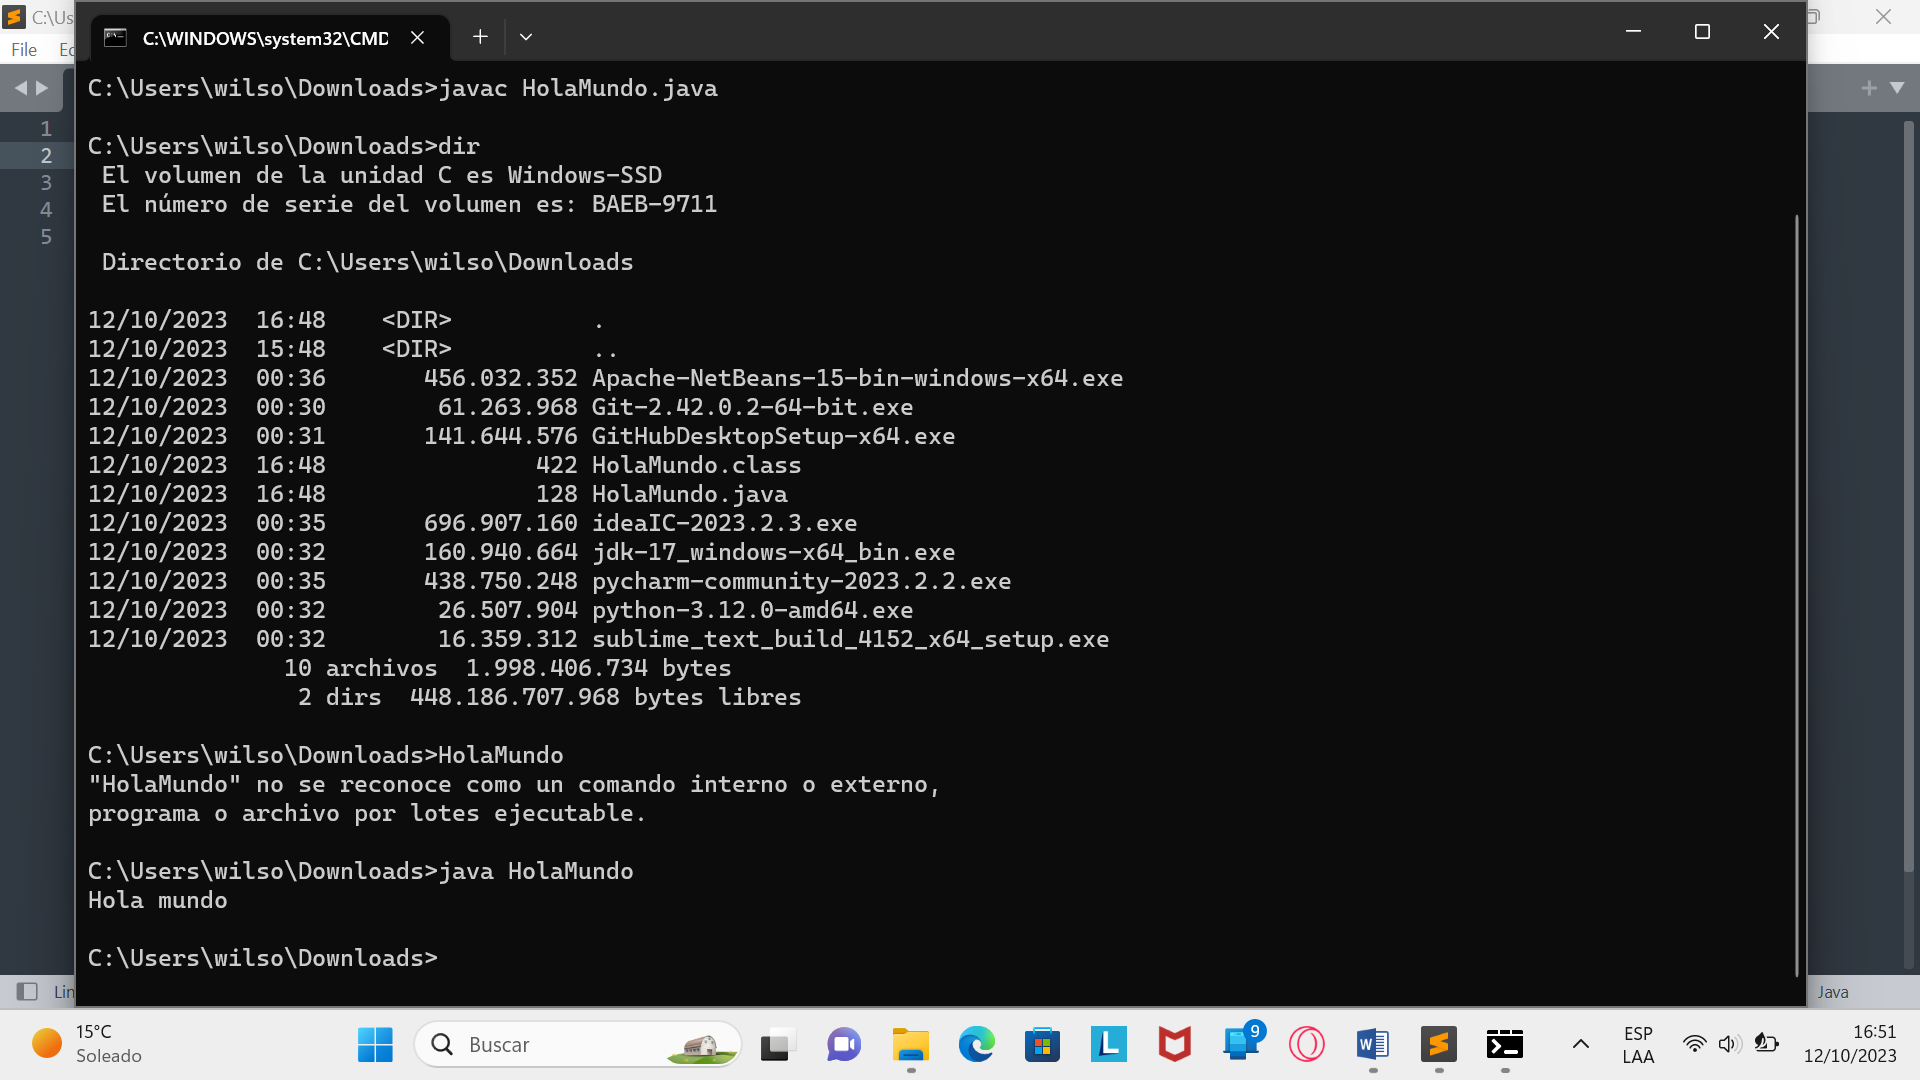 C:\Us
File Ed
C:\WINDOWS\system32\CMD
1
2
3
4
5
C:\Users\wilso\Downloads>javac HolaMundo.java
C:\Users\wilso\Downloads>dir
El volumen de la unidad C es Windows-SSD
El número de serie del volumen es: BAEB-9711
Directorio de C:\Users\wilso\Downloads
12/10/2023  16:48    <DIR>          .
12/10/2023  15:48    <DIR>          ..
12/10/2023  00:36       456.032.352 Apache-NetBeans-15-bin-windows-x64.exe
12/10/2023  00:30        61.263.968 Git-2.42.0.2-64-bit.exe
12/10/2023  00:31       141.644.576 GitHubDesktopSetup-x64.exe
12/10/2023  16:48               422 HolaMundo.class
12/10/2023  16:48               128 HolaMundo.java
12/10/2023  00:35       696.907.160 ideaIC-2023.2.3.exe
12/10/2023  00:32       160.940.664 jdk-17_windows-x64_bin.exe
12/10/2023  00:35       438.750.248 pycharm-community-2023.2.2.exe
12/10/2023  00:32        26.507.904 python-3.12.0-amd64.exe
12/10/2023  00:32        16.359.312 sublime_text_build_4152_x64_setup.exe
10 archivos  1.998.406.734 bytes
2 dirs  448.186.707.968 bytes libres
C:\Users\wilso\Downloads>HolaMundo
"HolaMundo" no se reconoce como un comando interno o externo,
programa o archivo por lotes ejecutable.
C:\Users\wilso\Downloads>java HolaMundo
Hola mundo
C:\Users\wilso\Downloads>
Lin
Java
15°C
Soleado
Buscar
L
9
W
ESP
LAA
16:51
12/10/2023